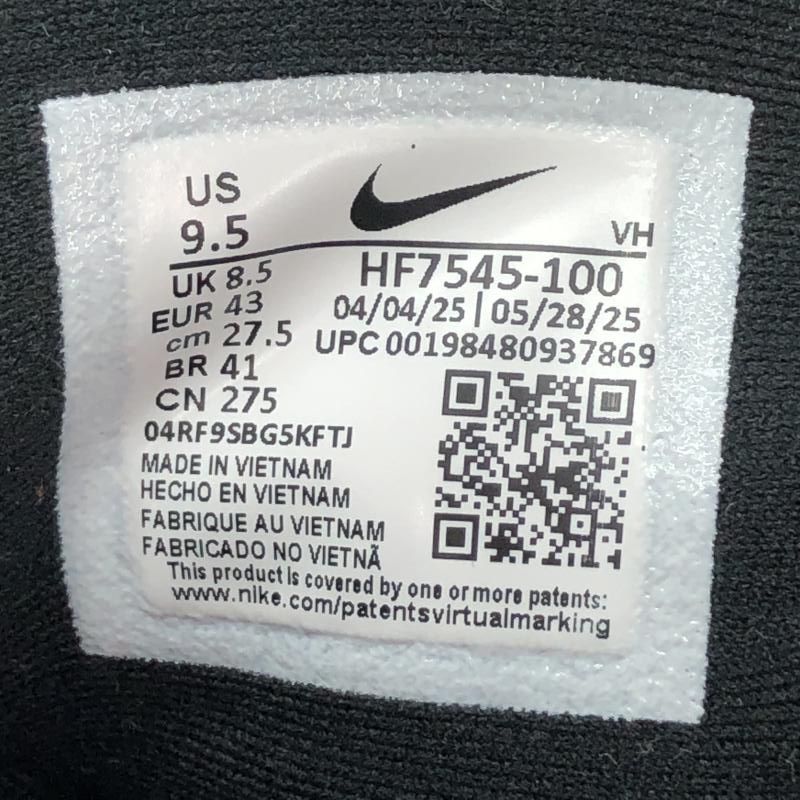 US
9.5
VH
UK 8.5
EUR 43
cm 27.5
BR 41
CN 275
HF7545-100
04/04/25 | 05/28/25
UPC 00198480937869
04RF9SBG5KFTJ
MADE IN VIETNAM
HECHO EN VIETNAM
FABRIQUE AU VIETNAM
FABRICADO NO VIETNÃ
This product is covered by one or more patents:
www.nike.com/patentsvirtualmarking